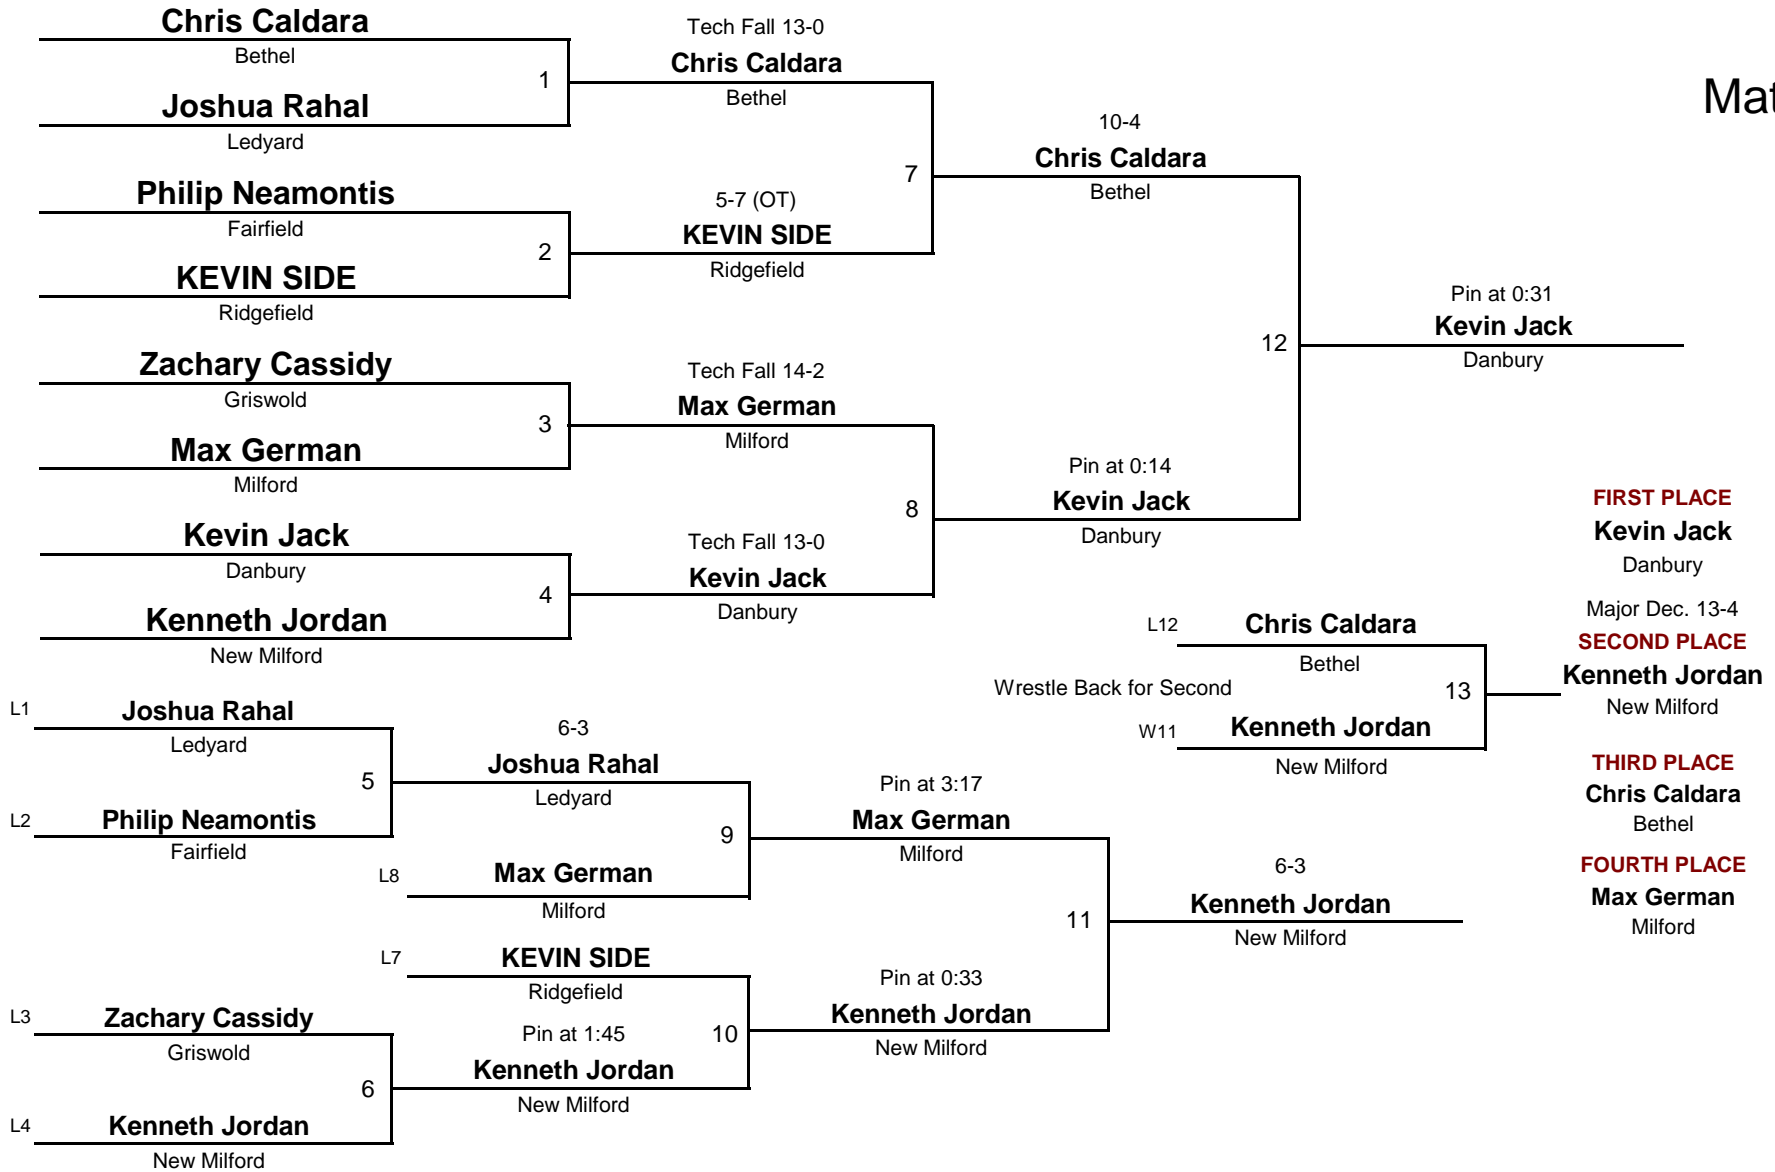 Chris Caldara
Bethel
1
Joshua Rahal
Ledyard
Philip Neamontis
Fairfield
2
KEVIN SIDE
Ridgefield
Zachary Cassidy
Griswold
3
Max German
Milford
Kevin Jack
Danbury
4
Kenneth Jordan
New Milford
Tech Fall 13-0
Chris Caldara
Bethel
7
5-7 (OT)
KEVIN SIDE
Ridgefield
Tech Fall 14-2
Max German
Milford
8
Tech Fall 13-0
Kevin Jack
Danbury
10-4
Chris Caldara
Bethel
12
Pin at 0:14
Kevin Jack
Danbury
Pin at 0:31
Kevin Jack
Danbury
Mat
L1
Joshua Rahal
Ledyard
5
L2
Philip Neamontis
Fairfield
L3
Zachary Cassidy
Griswold
6
L4
Kenneth Jordan
New Milford
6-3
Joshua Rahal
Ledyard
9
L8
Max German
Milford
L7
KEVIN SIDE
Ridgefield
10
Pin at 1:45
Kenneth Jordan
New Milford
Pin at 3:17
Max German
Milford
11
Pin at 0:33
Kenneth Jordan
New Milford
6-3
Kenneth Jordan
New Milford
L12
Chris Caldara
Bethel
Wrestle Back for Second
13
W11
Kenneth Jordan
New Milford
FIRST PLACE
Kevin Jack
Danbury
Major Dec. 13-4
SECOND PLACE
Kenneth Jordan
New Milford
THIRD PLACE
Chris Caldara
Bethel
FOURTH PLACE
Max German
Milford